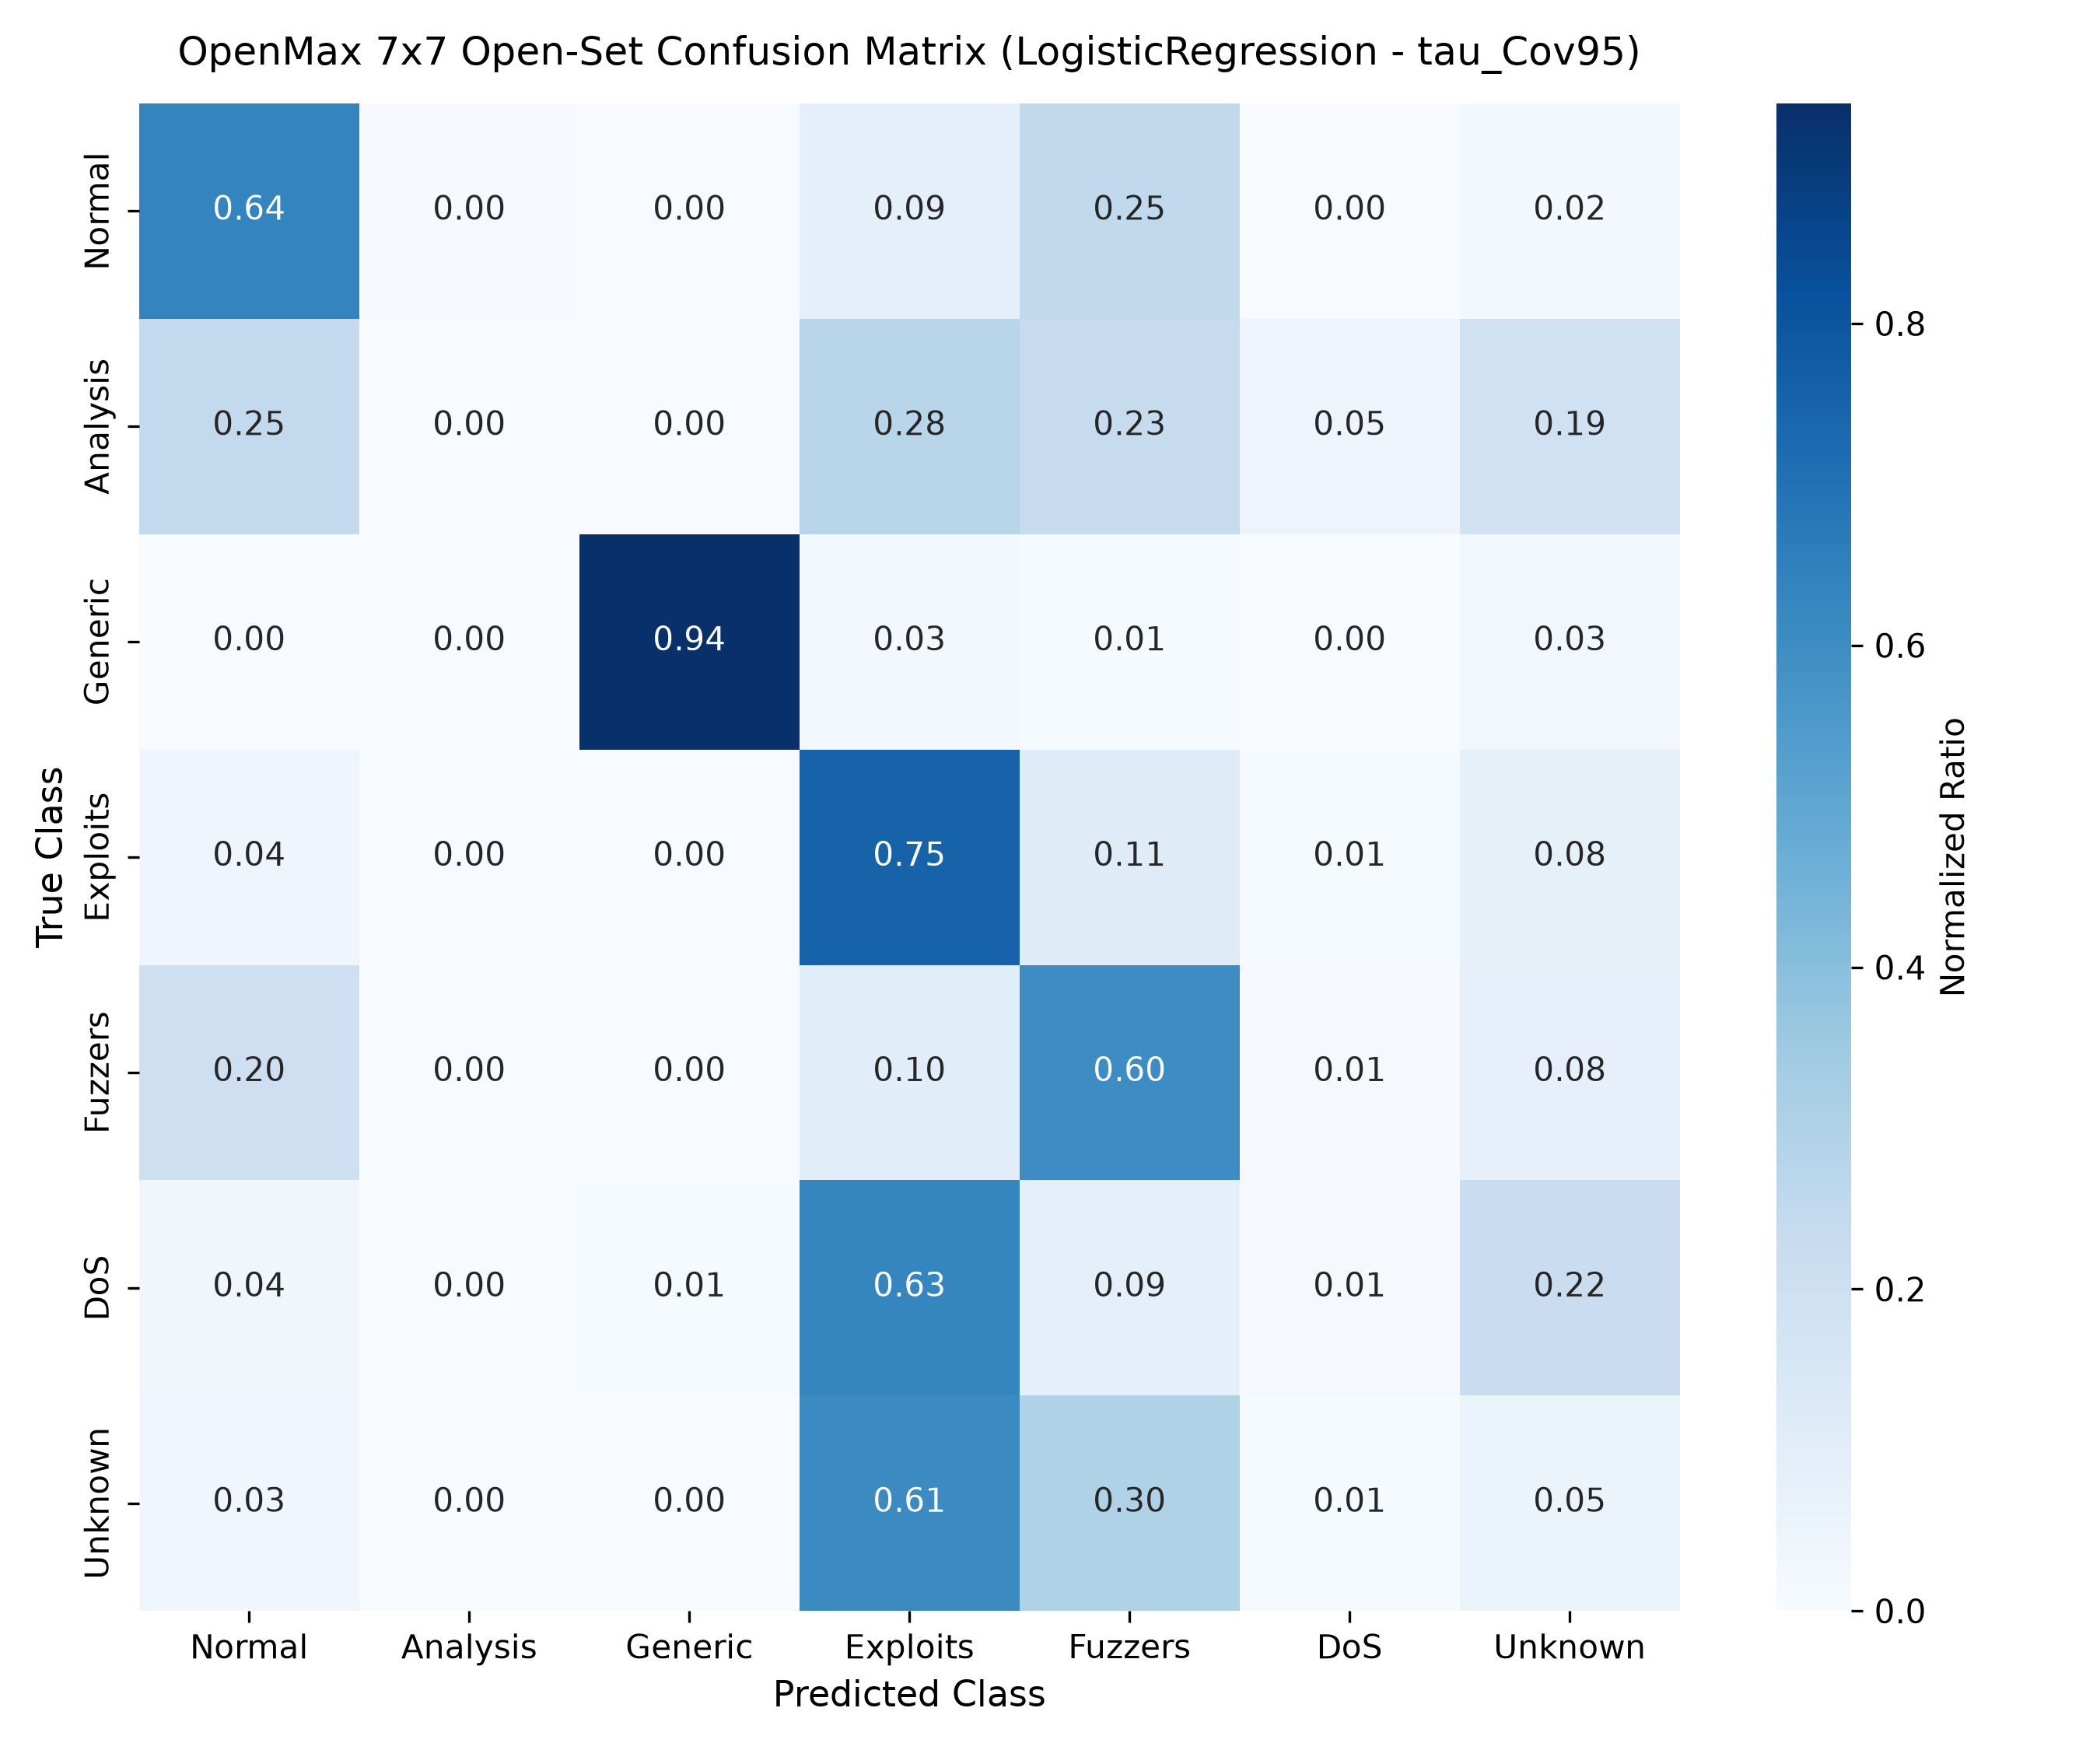 OpenMax 7x7 Open-Set Confusion Matrix (LogisticRegression - tau_Cov95)
True Class
Normal 0.64 0.00 0.00 0.09 0.25 0.00 0.02
Analysis 0.25 0.00 0.00 0.28 0.23 0.05 0.19
Generic 0.00 0.00 0.94 0.03 0.01 0.00 0.03
Exploits 0.04 0.00 0.00 0.75 0.11 0.01 0.08
Fuzzers 0.20 0.00 0.00 0.10 0.60 0.01 0.08
DoS 0.04 0.00 0.01 0.63 0.09 0.01 0.22
Unknown 0.03 0.00 0.00 0.61 0.30 0.01 0.05
Normal Analysis Generic Exploits Fuzzers DoS Unknown
Predicted Class
0.8
0.6
0.4
0.2
0.0
Normalized Ratio